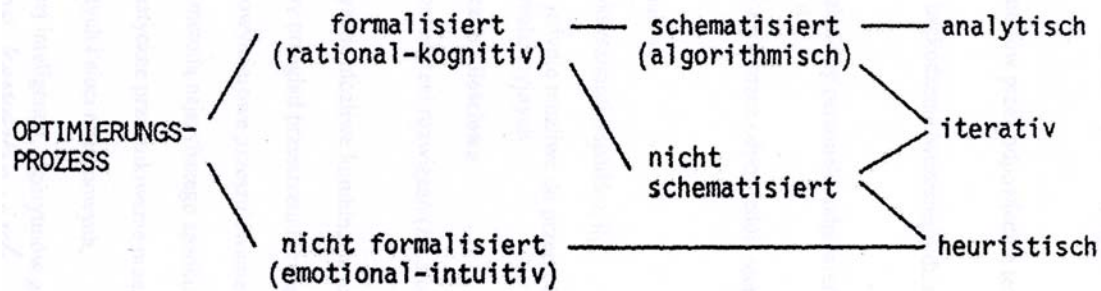 formalisiert
(rational-kognitiv)
schematisiert
(algorithmisch)
analytisch
OPTIMIERUNGS-
PROZESS
iterativ
nicht
schematisiert
nicht formalisiert
(emotional-intuitiv)
heuristisch